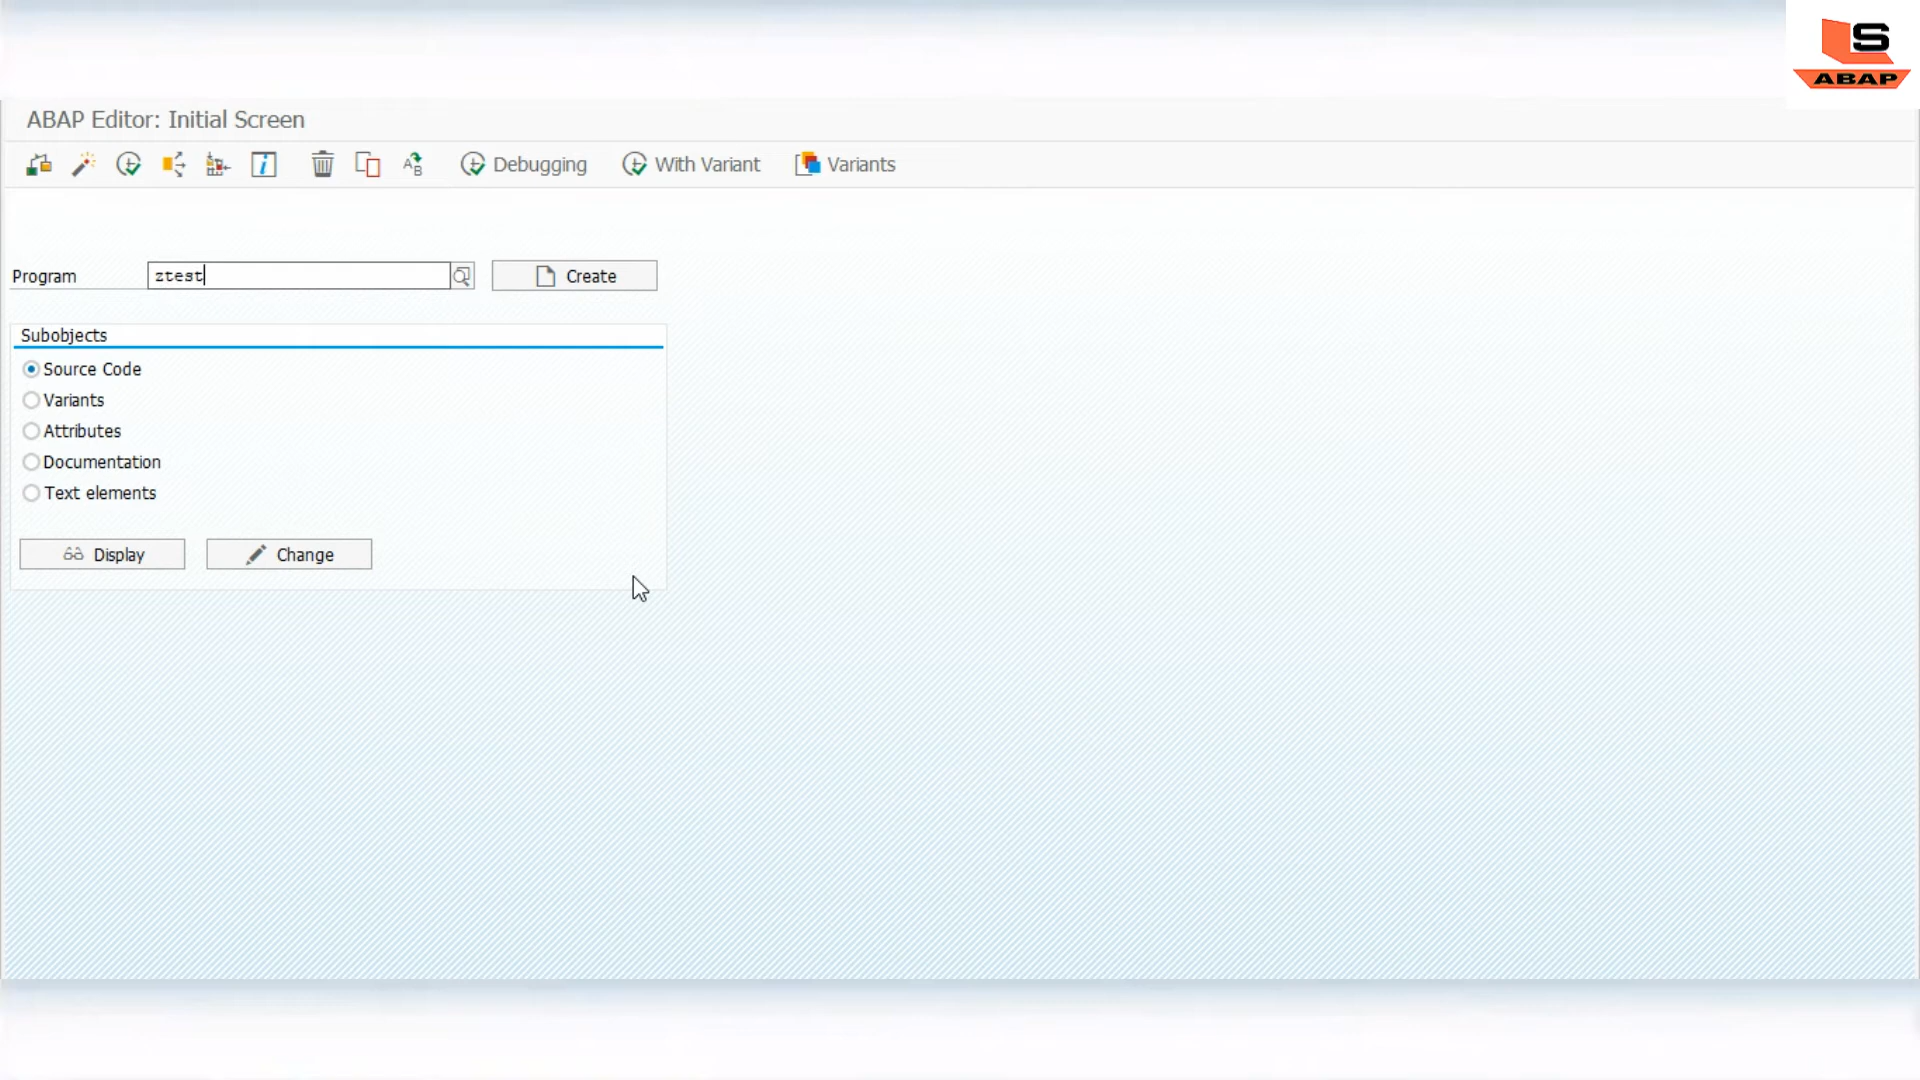 LS
ABAP
ABAP Editor: Initial Screen
Debugging With Variant Variants
Program ztest Create
Subobjects
Source Code
Variants
Attributes
Documentation
Text elements
Display Change